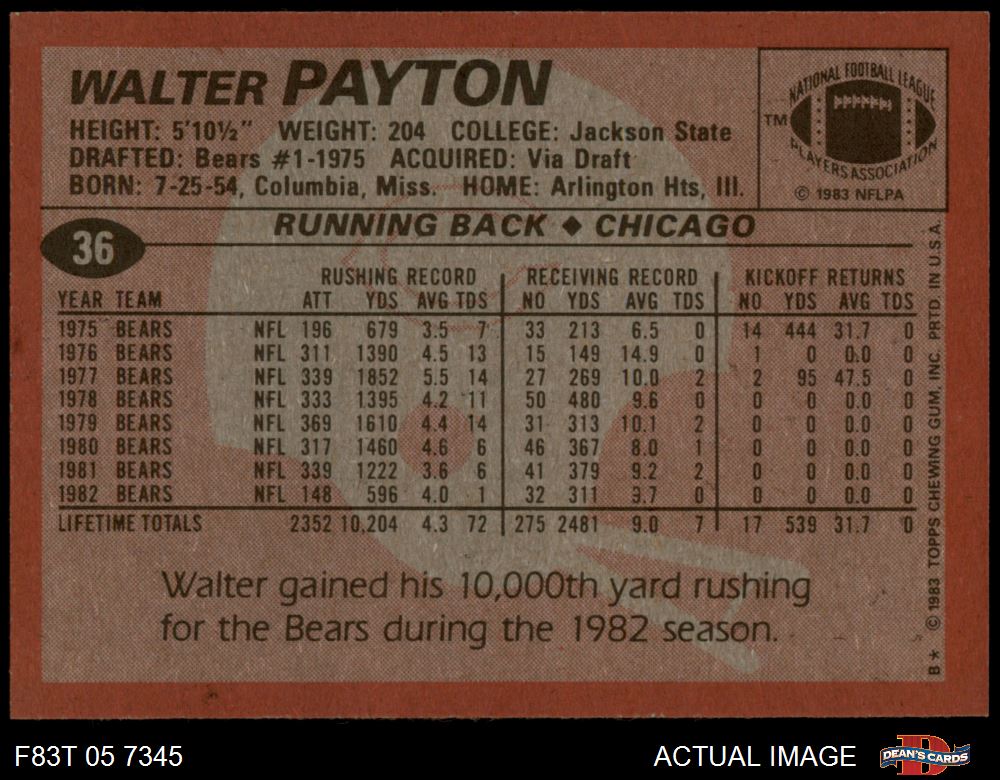 WALTER PAYTON
HEIGHT: 5'10½" WEIGHT: 204 COLLEGE: Jackson State
DRAFTED: Bears #1-1975 ACQUIRED: Via Draft
BORN: 7-25-54, Columbia, Miss. HOME: Arlington Hts, Ill.
NATIONAL FOOTBALL LEAGUE
TM
PLAYERS ASSOCIATION
© 1983 NFLPA
RUNNING BACK ♦ CHICAGO
36
RUSHING RECORD RECEIVING RECORD KICKOFF RETURNS
YEAR TEAM ATT YDS AVG TDS NO YDS AVG TDS NO YDS AVG TDS
1975 BEARS NFL 196 679 3.5 7 33 213 6.5 0 14 444 31.7 0
1976 BEARS NFL 311 1390 4.5 13 15 149 14.9 0 1 0 0.0 0
1977 BEARS NFL 339 1852 5.5 14 27 269 10.0 2 2 95 47.5 0
1978 BEARS NFL 333 1395 4.2 11 50 480 9.6 0 0 0 0.0 0
1979 BEARS NFL 369 1610 4.4 14 31 313 10.1 2 0 0 0.0 0
1980 BEARS NFL 317 1460 4.6 6 46 367 8.0 1 0 0 0.0 0
1981 BEARS NFL 339 1222 3.6 6 41 379 9.2 2 0 0 0.0 0
1982 BEARS NFL 148 596 4.0 1 32 311 9.7 0 0 0 0.0 0
LIFETIME TOTALS 2352 10,204 4.3 72 275 2481 9.0 7 17 539 31.7 0
Walter gained his 10,000th yard rushing
for the Bears during the 1982 season.
B* © 1983 TOPPS CHEWING GUM, INC. PRTD. IN U.S.A.
F83T 05 7345
ACTUAL IMAGE
DEAN'S CARDS